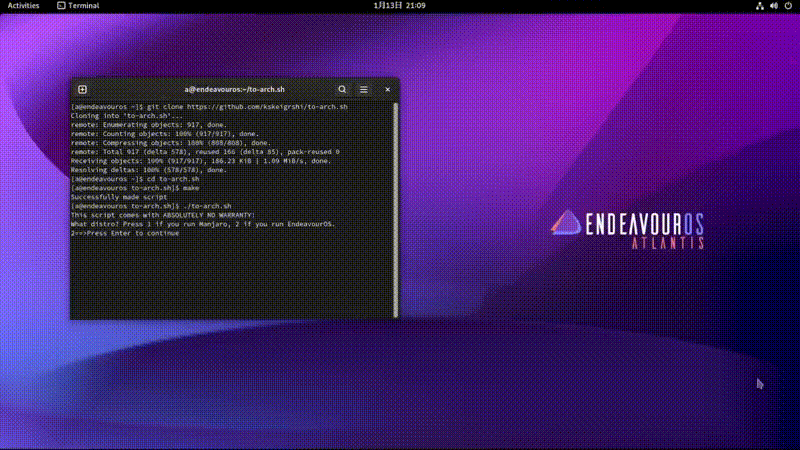 Activities
Terminal
1月13日 21:09
a@endeavouros:~/to-arch.sh
[a@endeavouros ~]$ git clone https://github.com/kskeigrshi/to-arch.sh
Cloning into 'to-arch.sh'...
remote: Enumerating objects: 917, done.
remote: Counting objects: 100% (917/917), done.
remote: Compressing objects: 100% (808/808), done.
remote: Total 917 (delta 578), reused 166 (delta 85), pack-reused 0
Receiving objects: 100% (917/917), 186.23 KiB | 1.09 MiB/s, done.
Resolving deltas: 100% (578/578), done.
[a@endeavouros ~]$ cd to-arch.sh
[a@endeavouros to-arch.sh]$ make
Successfully made script
[a@endeavouros to-arch.sh]$ ./to-arch.sh
This script comes with ABSOLUTELY NO WARRANTY!
What distro? Press 1 if you run Manjaro, 2 if you run EndeavourOS.
2==>Press Enter to continue
ENDEAVOUROS
ATLANTIS